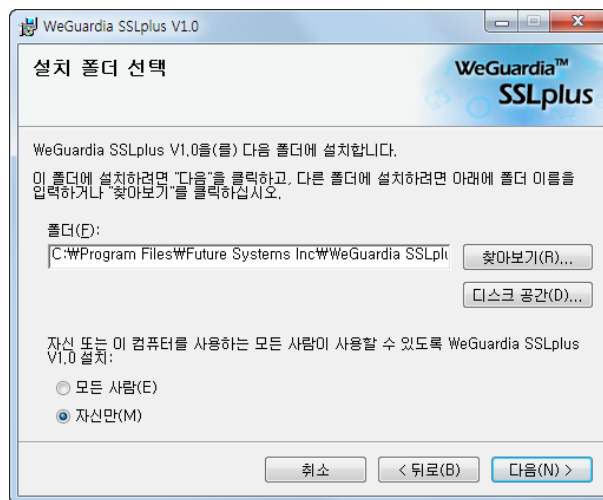 WeGuardia SSLplus V1.0
설치 폴더 선택
WeGuardia™
SSLplus
WeGuardia SSLplus V1.0을(를) 다음 폴더에 설치합니다.
이 폴더에 설치하려면 "다음"을 클릭하고, 다른 폴더에 설치하려면 아래에 폴더 이름을
입력하거나 "찾아보기"를 클릭하십시오.
폴더(F):
C:₩Program Files₩Future Systems Inc₩WeGuardia SSLplu
찾아보기(R)...
디스크 공간(D)...
자신 또는 이 컴퓨터를 사용하는 모든 사람이 사용할 수 있도록 WeGuardia SSLplus
V1.0 설치:
모든 사람(E)
자신만(M)
취소
< 뒤로(B)
다음(N) >